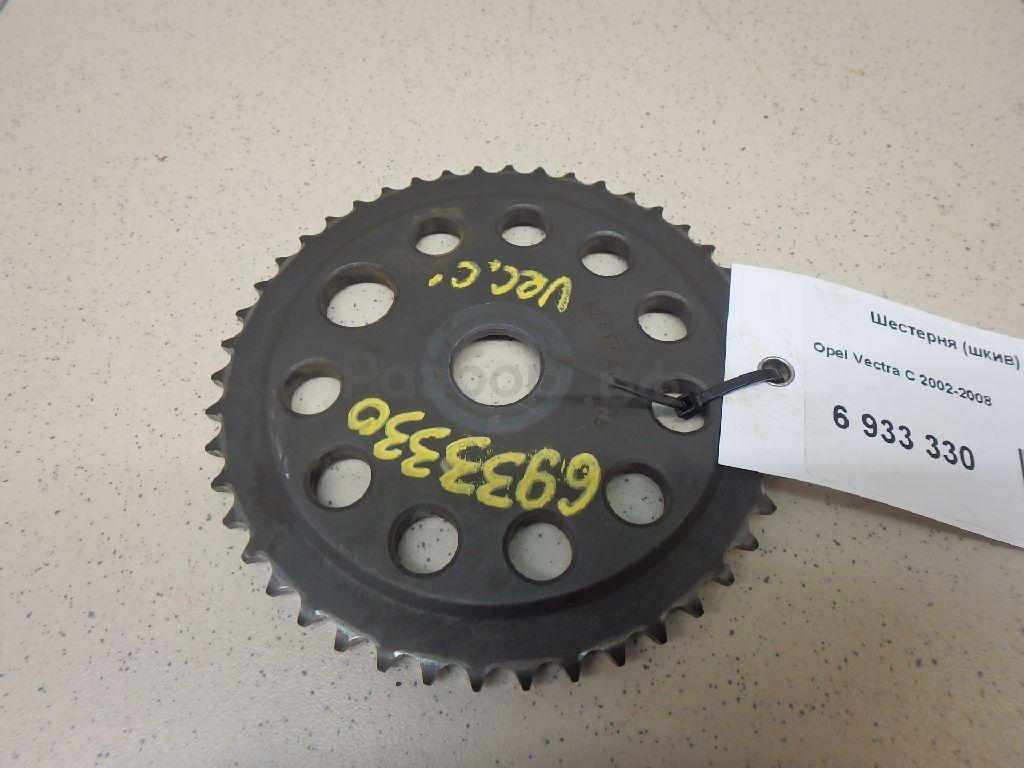 vec.c
6933330
Шестерня (шкив)
Opel Vectra C 2002-2008
6 933 330